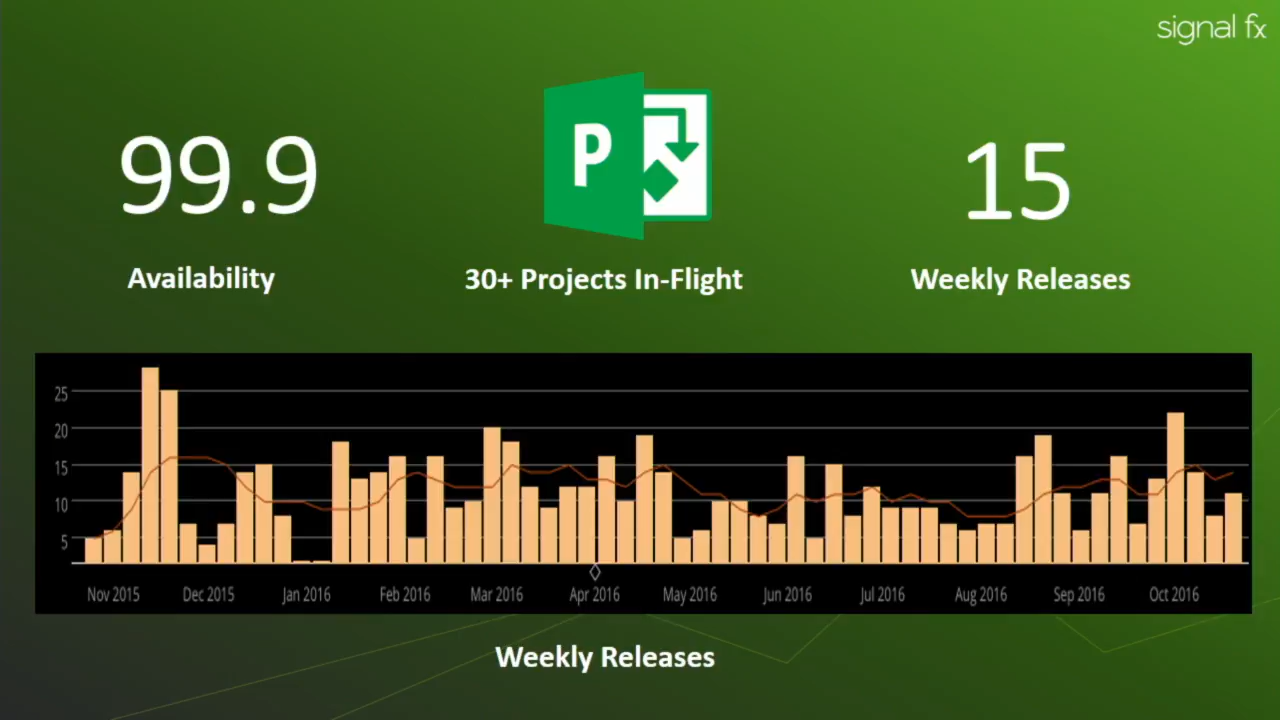 signal fx
99.9
P
15
Availability
30+ Projects In-Flight
Weekly Releases
25
20
15
10
5
Nov 2015 Dec 2015 Jan 2016 Feb 2016 Mar 2016 Apr 2016 May 2016 Jun 2016 Jul 2016 Aug 2016 Sep 2016 Oct 2016
Weekly Releases